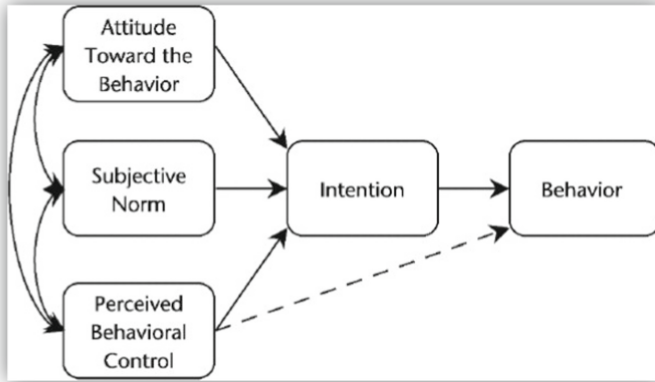 Attitude
Toward the
Behavior
Subjective
Norm
Intention
Behavior
Perceived
Behavioral
Control